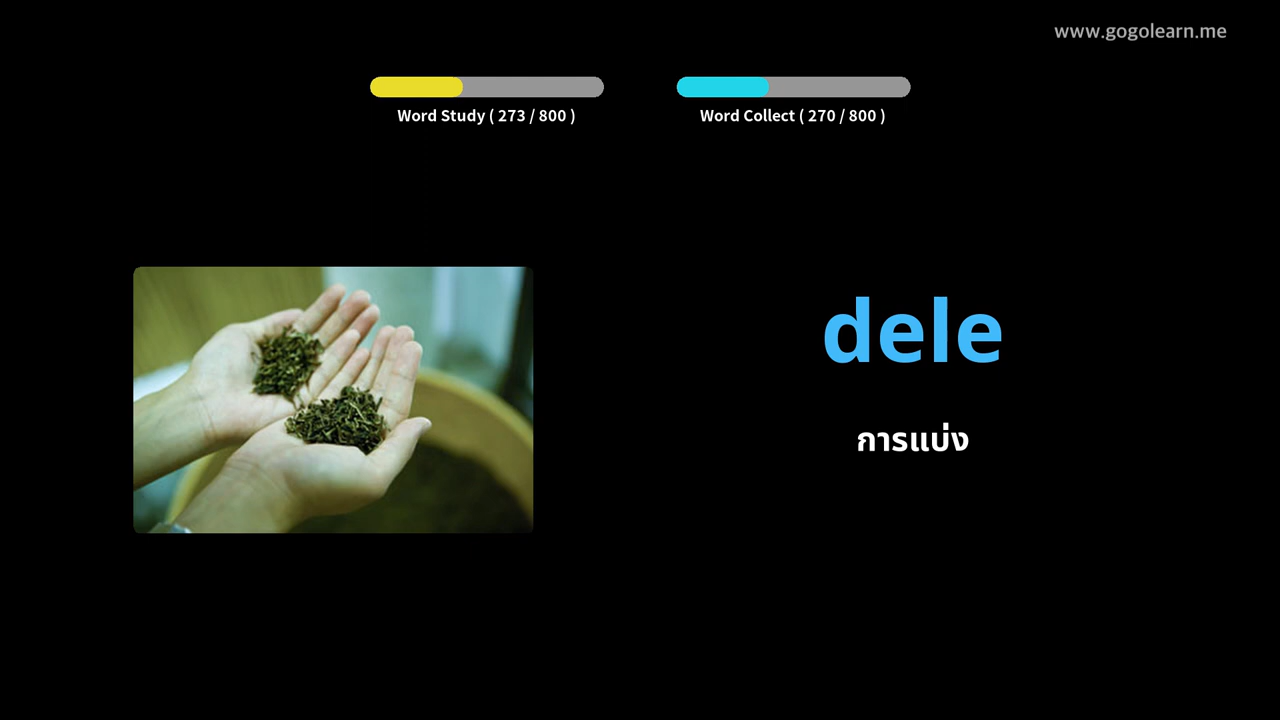 www.gogolearn.me
Word Study ( 273 / 800 )
Word Collect ( 270 / 800 )
dele
การแบ่ง